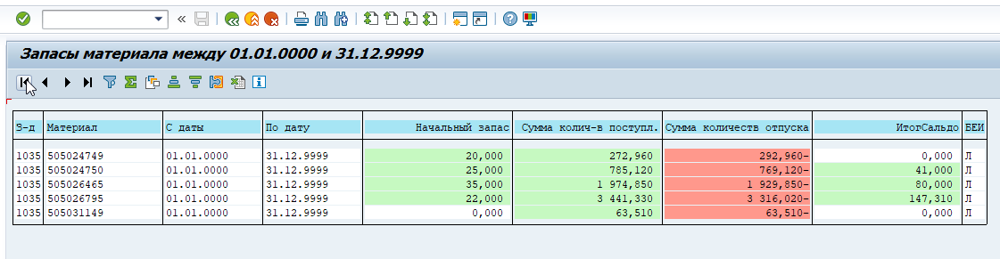 Запасы материала между 01.01.0000 и 31.12.9999
З-д Материал С даты По дату Начальный запас Сумма колич-в поступл. Сумма количеств отпуска ИтогСальдо БЕИ
1035 505024749 01.01.0000 31.12.9999 20,000 272,960 292,960- 0,000 Л
1035 505024750 01.01.0000 31.12.9999 25,000 785,120 769,120- 41,000 Л
1035 505026465 01.01.0000 31.12.9999 35,000 1 974,850 1 929,850- 80,000 Л
1035 505026795 01.01.0000 31.12.9999 22,000 3 441,330 3 316,020- 147,310 Л
1035 505031149 01.01.0000 31.12.9999 0,000 63,510 63,510- 0,000 Л